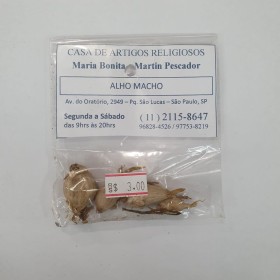 CASA DE ARTIGOS RELIGIOSOS
Maria Bonita - Martin Pescador
ALHO MACHO
Av. do Oratório, 2949 – Pq. São Lucas – São Paulo, SP
Segunda a Sábado
das 9hrs às 20hrs
(11) 2115-8647
96828-4526 / 97753-8219
R$ 3.00